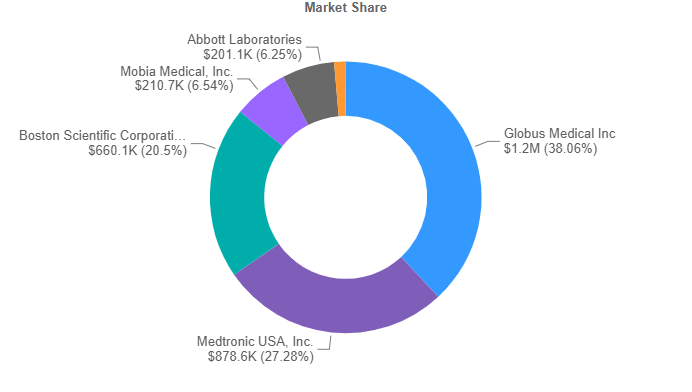 Market Share
Abbott Laboratories
$201.1K (6.25%)
Mobia Medical, Inc.
$210.7K (6.54%)
Boston Scientific Corporati...
$660.1K (20.5%)
Globus Medical Inc
$1.2M (38.06%)
Medtronic USA, Inc.
$878.6K (27.28%)